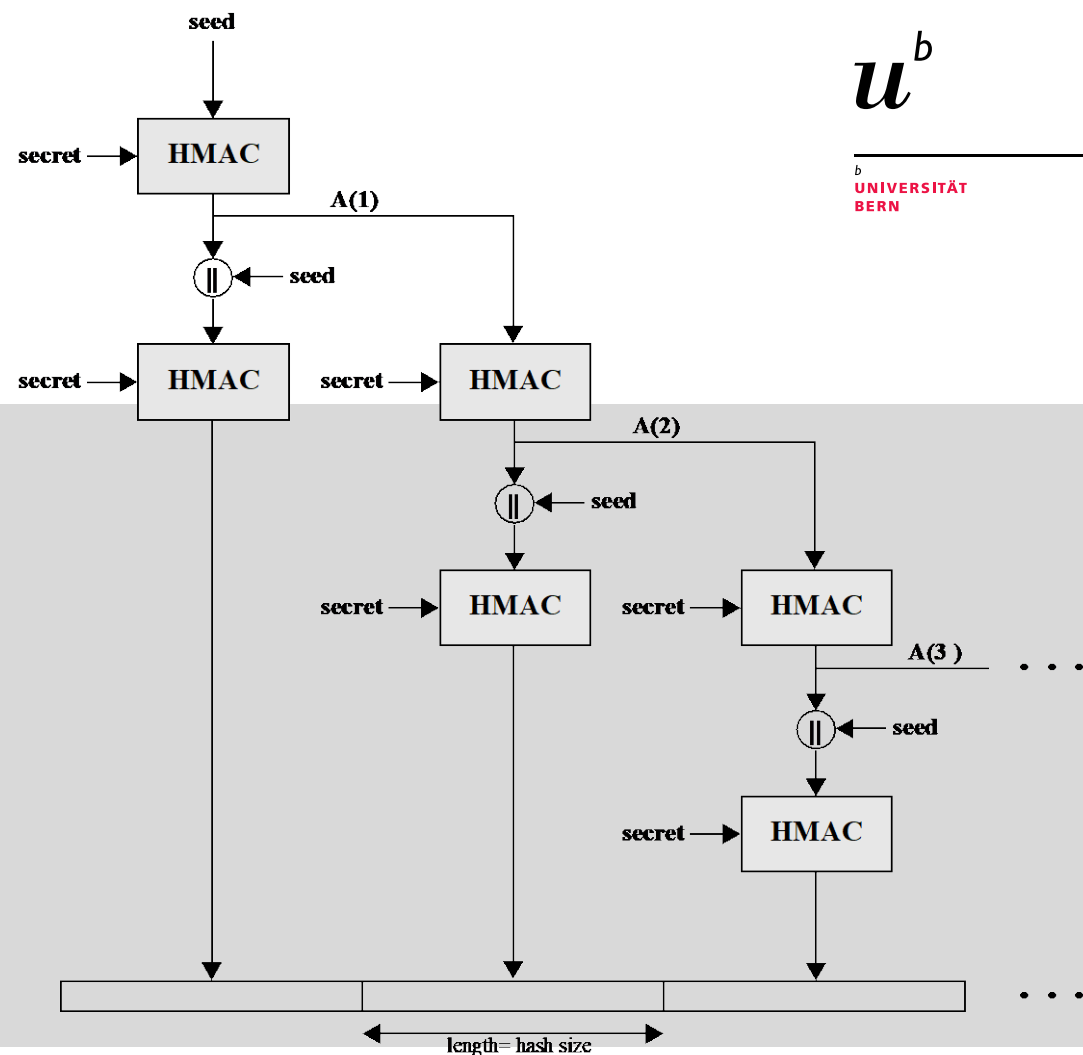 seed
u^b
secret HMAC
b
UNIVERSITÄT
BERN
A(1)
|| seed
secret HMAC secret HMAC
A(2)
|| seed
secret HMAC secret HMAC
A(3 ) . . .
|| seed
secret HMAC
. . .
length= hash size